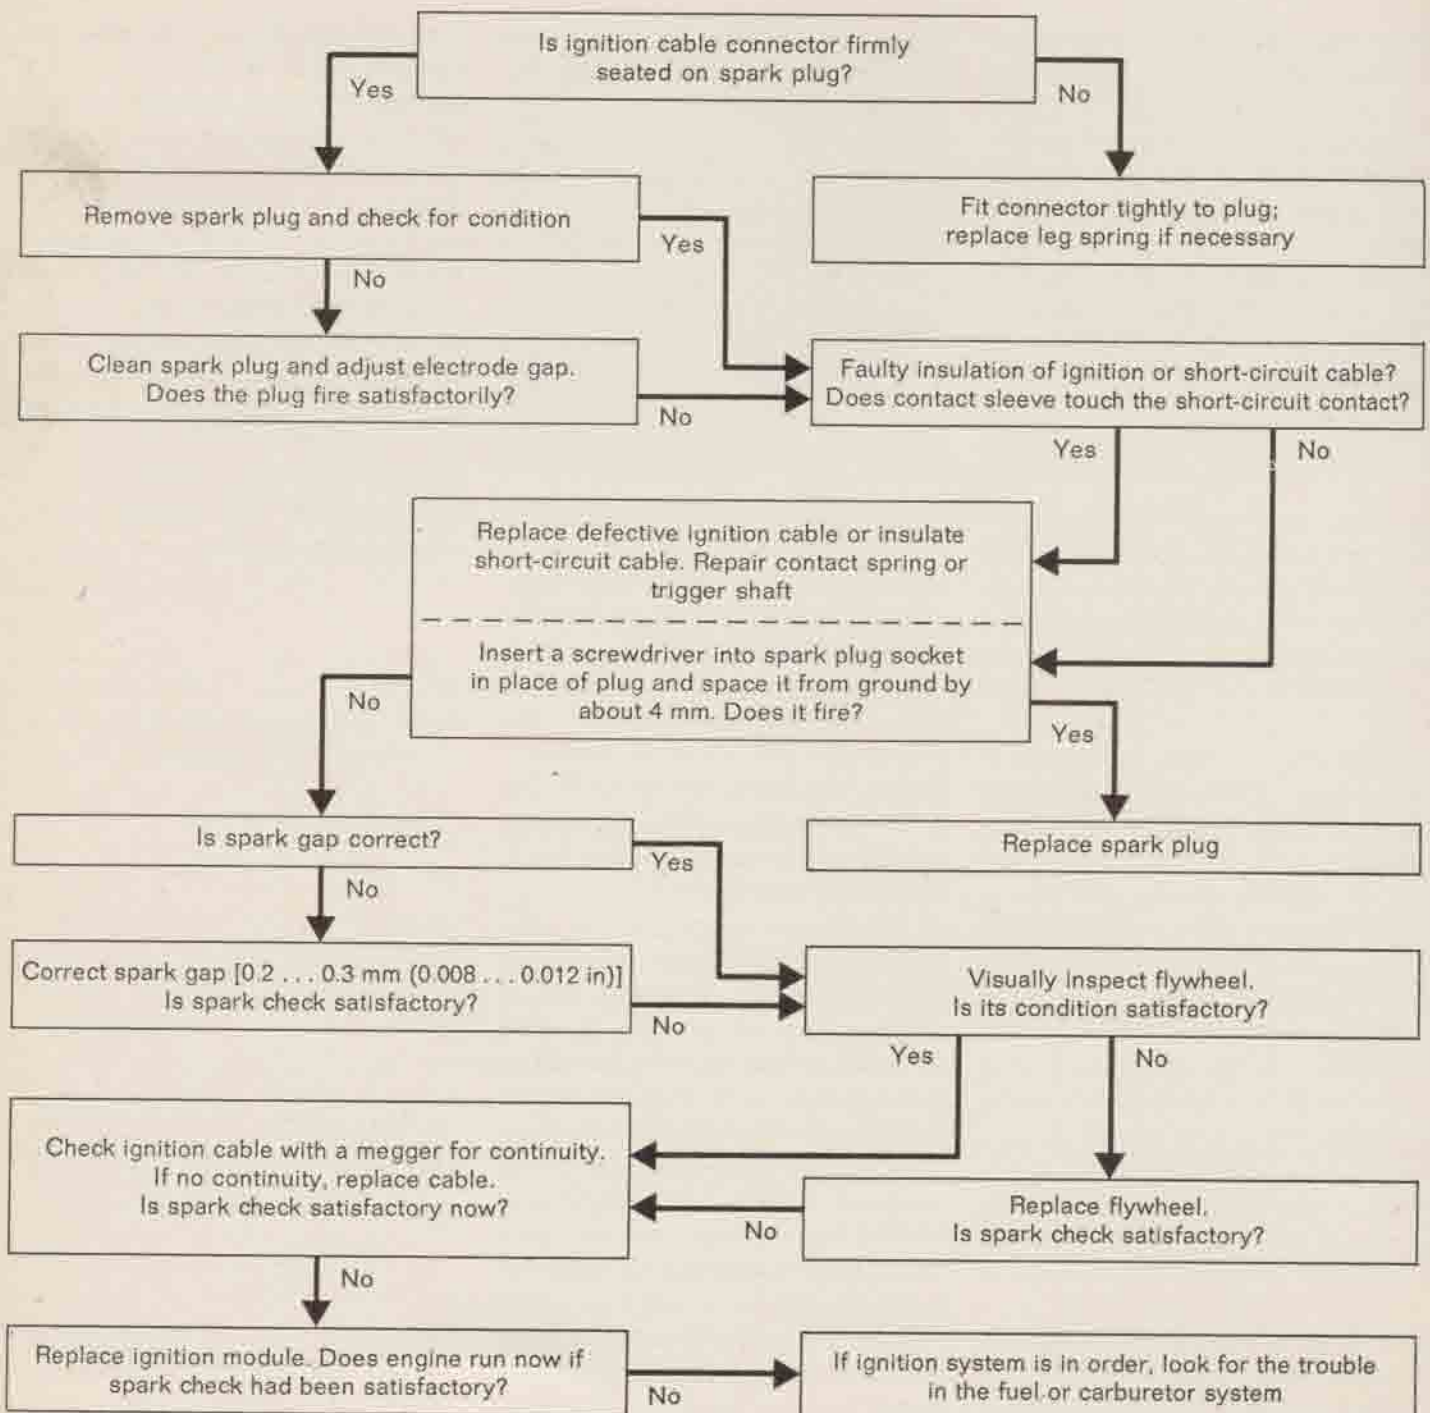 Is ignition cable connector firmly
seated on spark plug?
Yes
No
Remove spark plug and check for condition
Yes
No
Fit connector tightly to plug;
replace leg spring if necessary
Clean spark plug and adjust electrode gap.
Does the plug fire satisfactorily?
No
Faulty insulation of ignition or short-circuit cable?
Does contact sleeve touch the short-circuit contact?
Yes
No
Replace defective ignition cable or insulate
short-circuit cable. Repair contact spring or
trigger shaft
Insert a screwdriver into spark plug socket
in place of plug and space it from ground by
about 4 mm. Does it fire?
No
Yes
Is spark gap correct?
Yes
No
Replace spark plug
Correct spark gap [0.2 ... 0.3 mm (0.008 ... 0.012 in)]
Is spark check satisfactory?
No
Visually Inspect flywheel.
Is its condition satisfactory?
Yes
No
Check ignition cable with a megger for continuity.
If no continuity, replace cable.
Is spark check satisfactory now?
No
Replace flywheel.
Is spark check satisfactory?
No
Replace ignition module. Does engine run now if
spark check had been satisfactory?
No
If ignition system is in order, look for the trouble
in the fuel or carburetor system